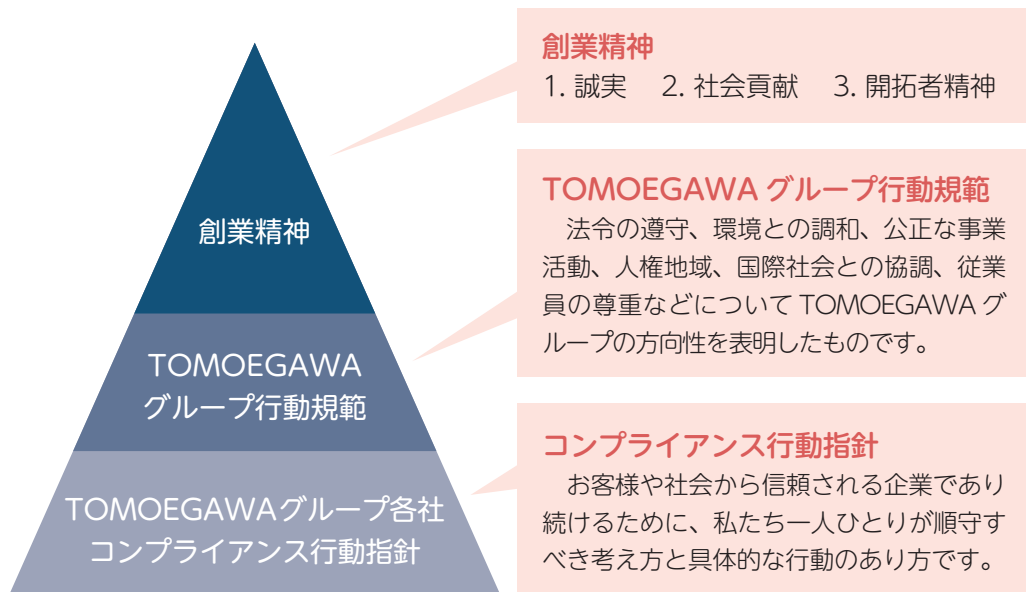 創業精神
TOMOEGAWA
グループ行動規範
TOMOEGAWAグループ各社
コンプライアンス行動指針
創業精神
1. 誠実　2. 社会貢献　3. 開拓者精神
TOMOEGAWA グループ行動規範
　法令の遵守、環境との調和、公正な事業
活動、人権地域、国際社会との協調、従業
員の尊重などについて TOMOEGAWA グ
ループの方向性を表明したものです。
コンプライアンス行動指針
　お客様や社会から信頼される企業であり
続けるために、私たち一人ひとりが順守す
べき考え方と具体的な行動のあり方です。